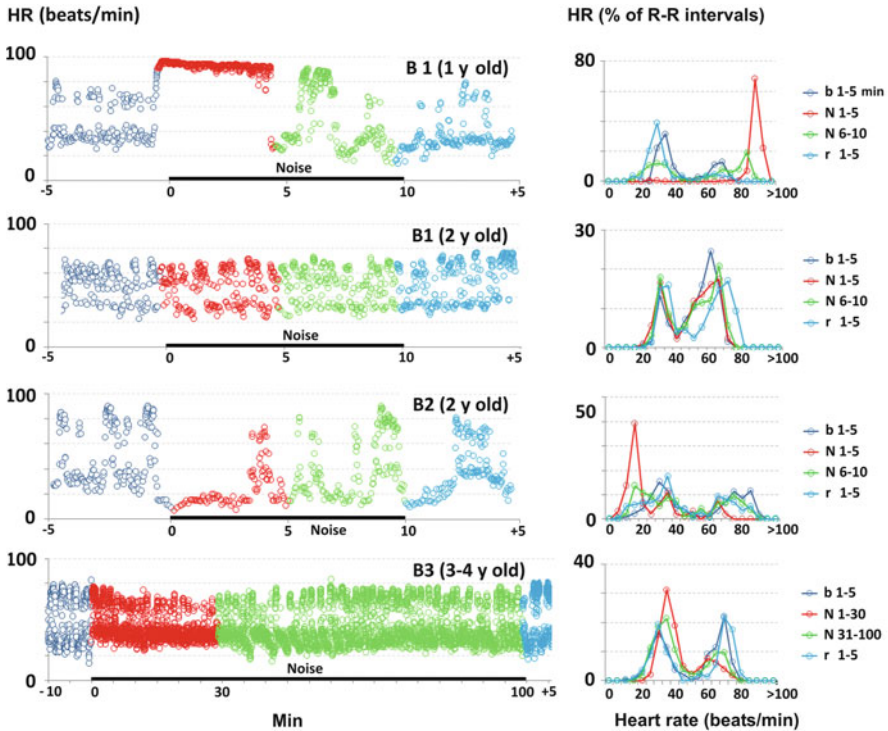 HR (beats/min)
HR (% of R-R intervals)
100
0
B 1 (1 y old)
Noise
-5 0 5 10 +5
80
0
0 20 40 60 80 >100
b 1-5 min
N 1-5
N 6-10
r 1-5
100
0
B1 (2 y old)
Noise
-5 0 5 10 +5
30
0
0 20 40 60 80 >100
b 1-5
N 1-5
N 6-10
r 1-5
100
0
B2 (2 y old)
Noise
-5 0 5 10 +5
50
0
0 20 40 60 80 >100
b 1-5
N 1-5
N 6-10
r 1-5
100
0
B3 (3-4 y old)
Noise
-10 0 30 100 +5
Min
40
0
0 20 40 60 80 >100
b 1-5
N 1-30
N 31-100
r 1-5
Heart rate (beats/min)